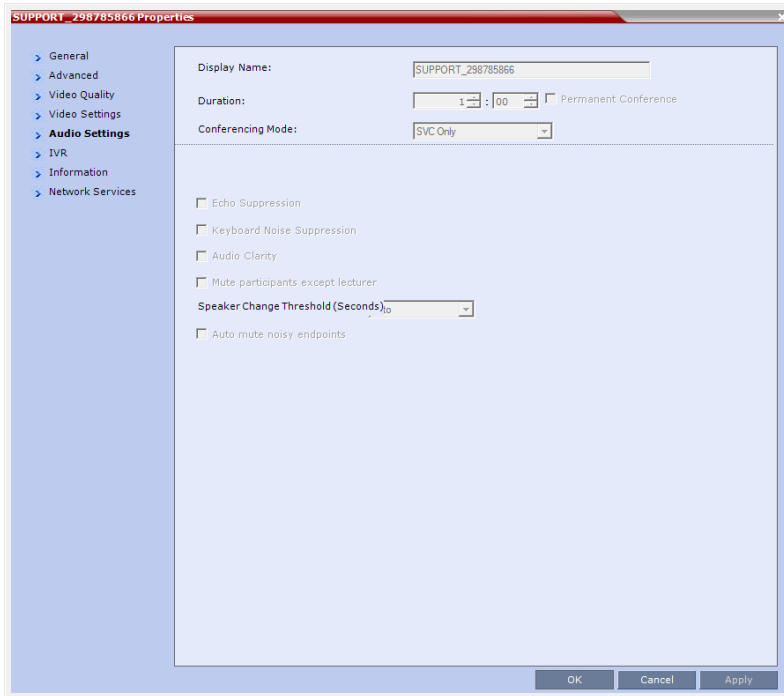 SUPPORT_298785866 Properties
General
Advanced
Video Quality
Video Settings
Audio Settings
IVR
Information
Network Services
Display Name: SUPPORT_298785866
Duration: 1 : 00 Permanent Conference
Conferencing Mode: SVC Only
Echo Suppression
Keyboard Noise Suppression
Audio Clarity
Mute participants except lecturer
Speaker Change Threshold (Seconds) to
Auto mute noisy endpoints
OK Cancel Apply